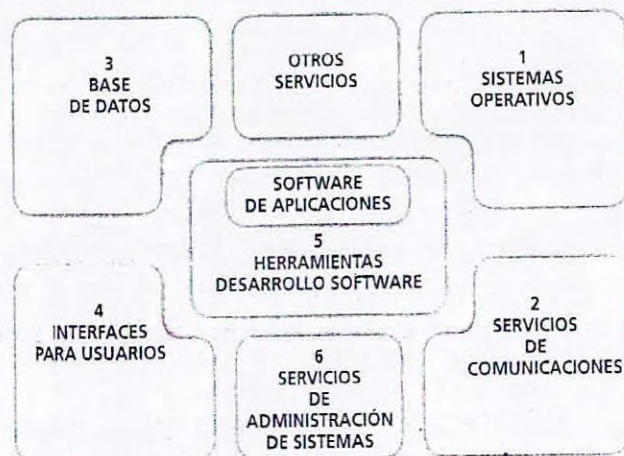 3
BASE
DE DATOS
OTROS
SERVICIOS
1
SISTEMAS
OPERATIVOS
SOFTWARE
DE APLICACIONES
5
HERRAMIENTAS
DESARROLLO SOFTWARE
4
INTERFACES
PARA USUARIOS
6
SERVICIOS
DE
ADMINISTRACIÓN
DE SISTEMAS
2
SERVICIOS
DE
COMUNICACIONES